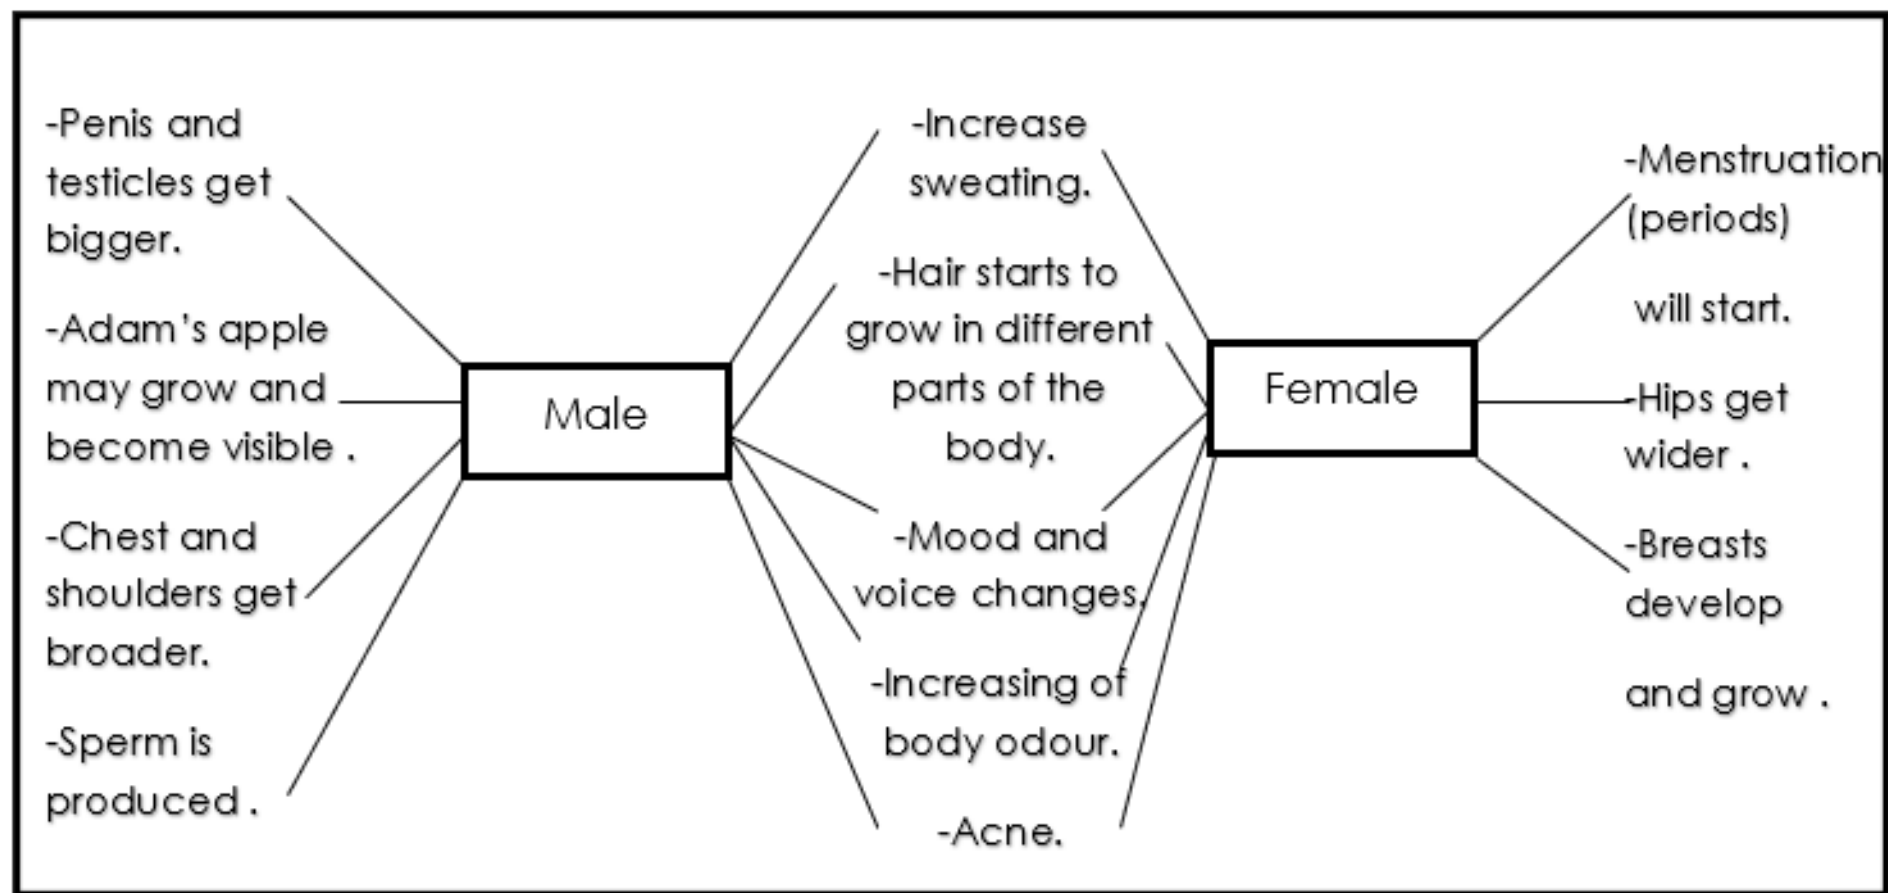 -Penis and
testicles get
bigger.
-Adam's apple
may grow and
become visible .
-Chest and
shoulders get
broader.
-Sperm is
produced .
Male
-Increase
sweating.
-Hair starts to
grow in different
parts of the
body.
-Mood and
voice changes.
-Increasing of
body odour.
-Acne.
Female
-Menstruation
(periods)
will start.
-Hips get
wider .
-Breasts
develop
and grow .